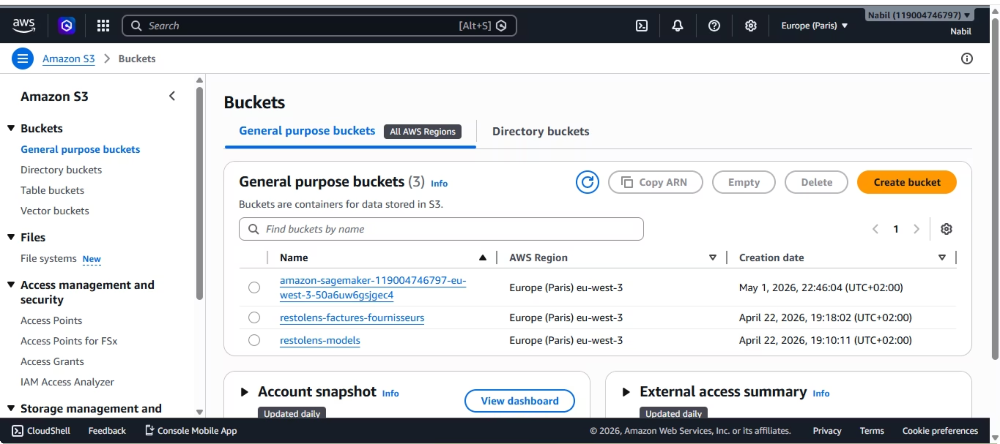 aws
Search [Alt+S]
Europe (Paris)
Nabil (119004746797)
Nabil
Amazon S3 Buckets
Amazon S3
Buckets
General purpose buckets
Directory buckets
Table buckets
Vector buckets
Files
File systems New
Access management and
security
Access Points
Access Points for FSx
Access Grants
IAM Access Analyzer
Storage management and
Buckets
General purpose buckets All AWS Regions Directory buckets
General purpose buckets (3) Info
Copy ARN Empty Delete Create bucket
Buckets are containers for data stored in S3.
Find buckets by name
1
Name AWS Region Creation date
amazon-sagemaker-119004746797-eu-
west-3-50a6uw6gsjgec4
Europe (Paris) eu-west-3 May 1, 2026, 22:46:04 (UTC+02:00)
restolens-factures-fournisseurs Europe (Paris) eu-west-3 April 22, 2026, 19:18:02 (UTC+02:00)
restolens-models Europe (Paris) eu-west-3 April 22, 2026, 19:10:11 (UTC+02:00)
Account snapshot Info
View dashboard
Updated daily
External access summary Info
Updated daily
CloudShell Feedback Console Mobile App © 2026, Amazon Web Services, Inc. or its affiliates. Privacy Terms Cookie preferences